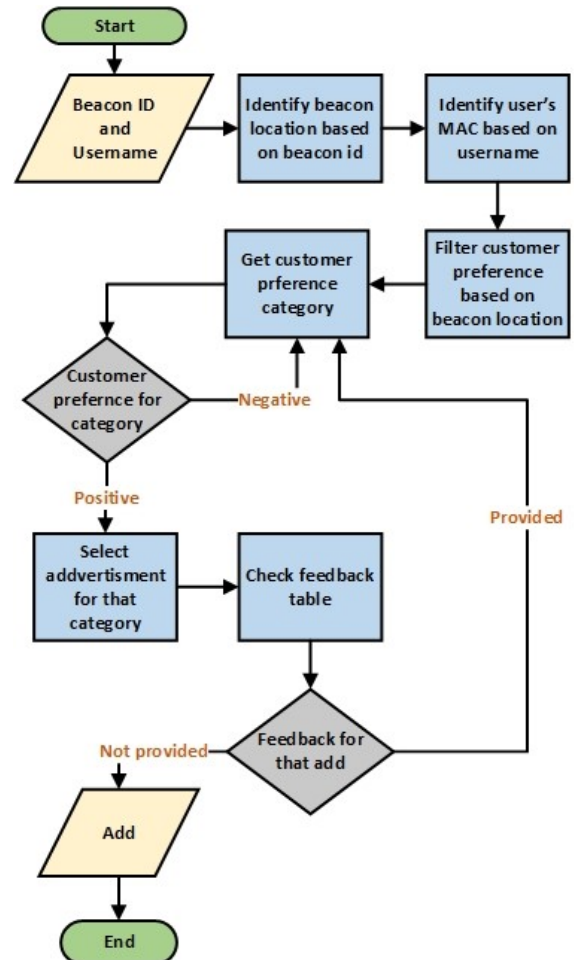 Start
Beacon ID
and
Username
Identify beacon
location based
on beacon id
Identify user's
MAC based on
username
Filter customer
preference
based on
beacon location
Get customer
prference
category
Customer
prefernce for
category
Negative
Positive
Provided
Select
addvertisment
for that
category
Check feedback
table
Feedback for
that add
Not provided
Add
End